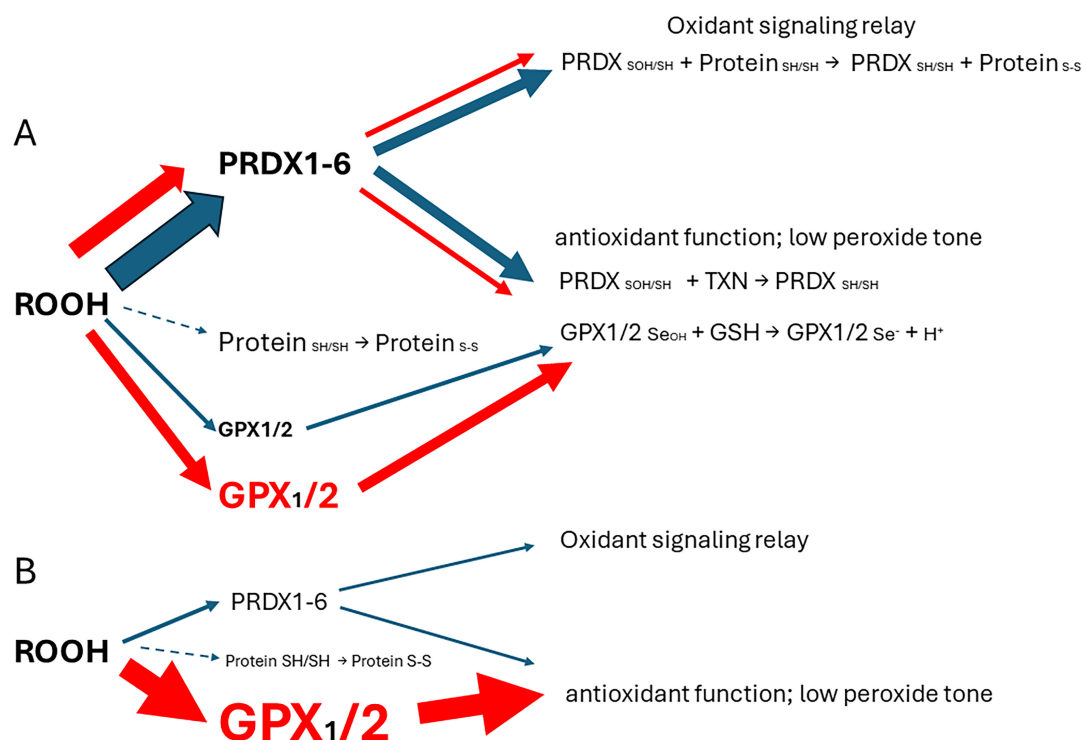 Oxidant signaling relay
PRDX SOH/SH + Protein SH/SH → PRDX SH/SH + Protein S-S
A
PRDX1-6
antioxidant function; low peroxide tone
PRDX SOH/SH + TXN → PRDX SH/SH
ROOH
GPX1/2 SeOH + GSH → GPX1/2 Se- + H+
Protein SH/SH → Protein S-S
GPX1/2
GPX1/2
Oxidant signaling relay
B
PRDX1-6
ROOH
Protein SH/SH → Protein S-S
antioxidant function; low peroxide tone
GPX1/2